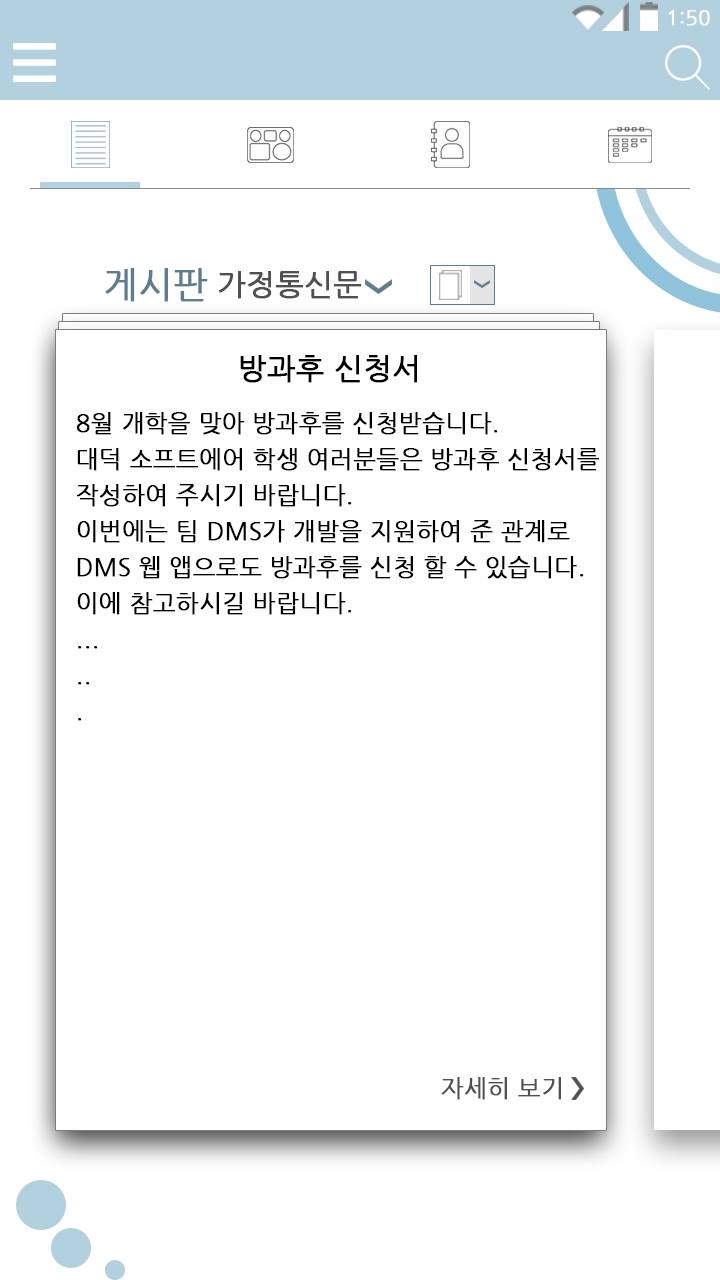 1:50
게시판 가정통신문
방과후 신청서
8월 개학을 맞아 방과후를 신청받습니다.
대덕 소프트에어 학생 여러분들은 방과후 신청서를
작성하여 주시기 바랍니다.
이번에는 팀 DMS가 개발을 지원하여 준 관계로
DMS 웹 앱으로도 방과후를 신청 할 수 있습니다.
이에 참고하시길 바랍니다.
...
..
.
자세히 보기